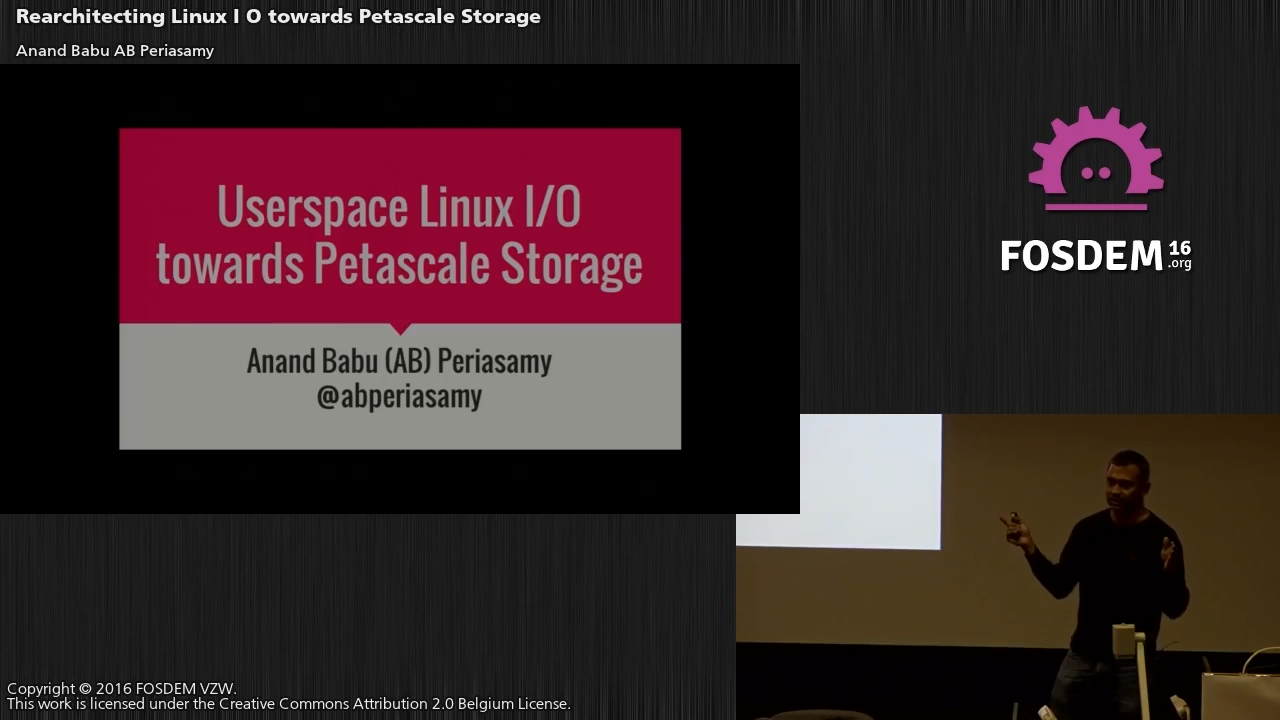 Rearchitecting Linux I O towards Petascale Storage
Anand Babu AB Periasamy
Userspace Linux I/O
towards Petascale Storage
Anand Babu (AB) Periasamy
@abperiasamy
FOSDEM 16
.org
Copyright © 2016 FOSDEM VZW.
This work is licensed under the Creative Commons Attribution 2.0 Belgium License.